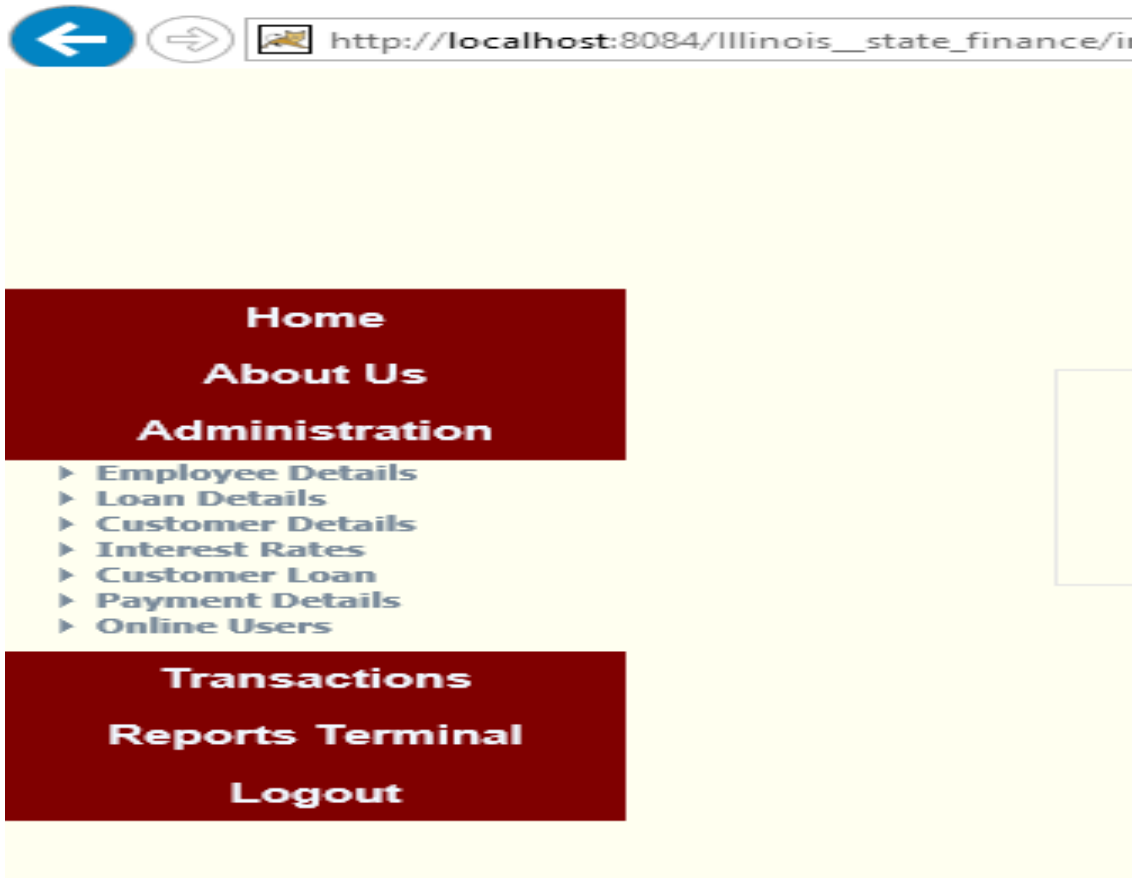 http://localhost:8084/Illinois__state_finance/i
Home
About Us
Administration
Employee Details
Loan Details
Customer Details
Interest Rates
Customer Loan
Payment Details
Online Users
Transactions
Reports Terminal
Logout